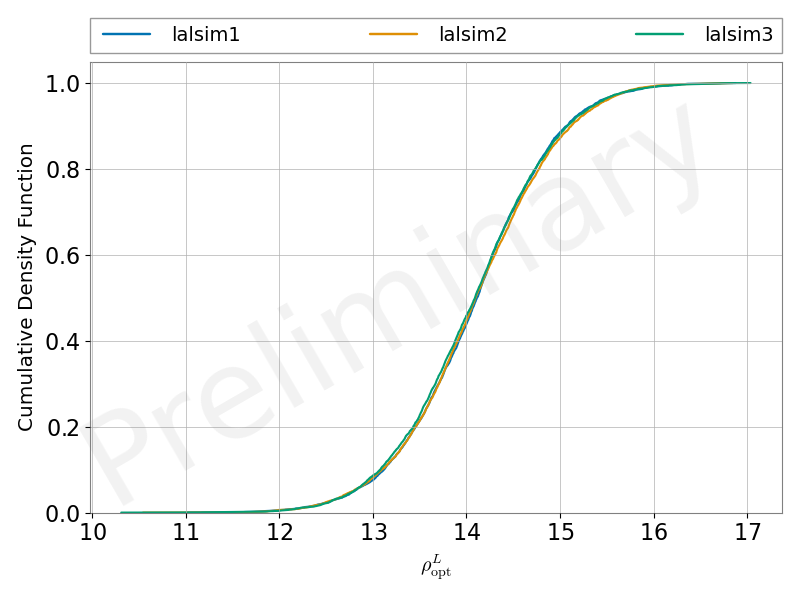 lalsim1 lalsim2 lalsim3
Cumulative Density Function
1.0
0.8
0.6
0.4
0.2
0.0
Preliminary
10 11 12 13 14 15 16 17
ρ_opt^L